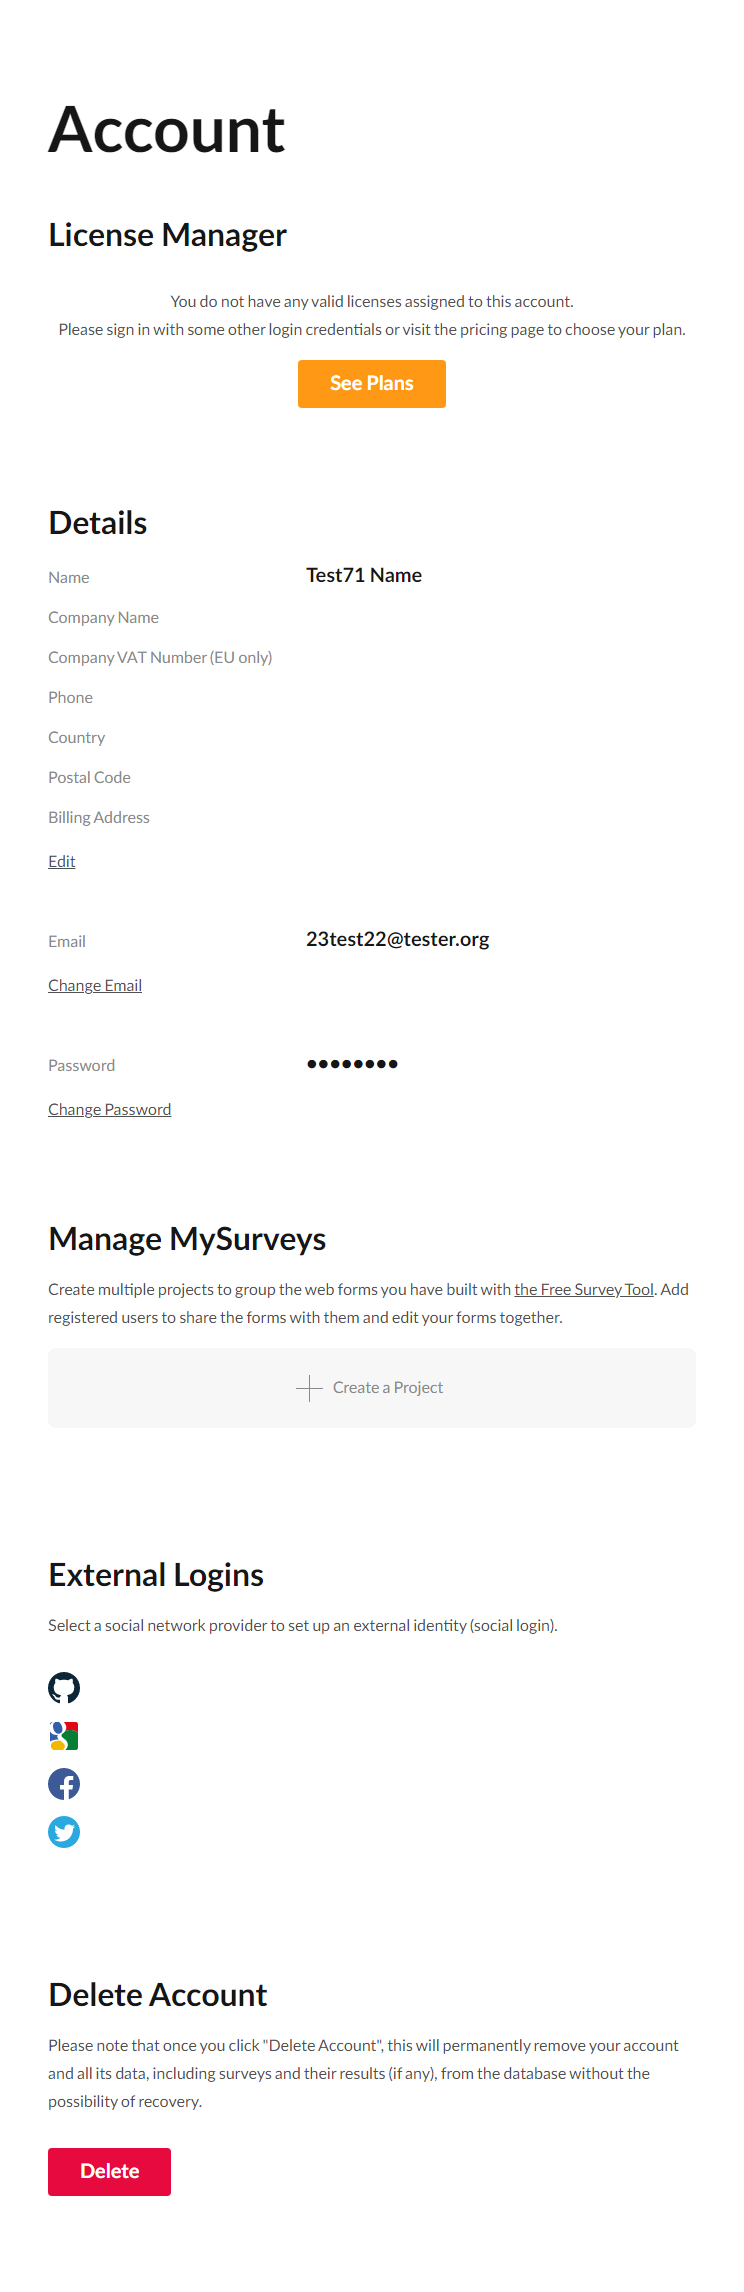 Account
License Manager
You do not have any valid licenses assigned to this account.
Please sign in with some other login credentials or visit the pricing page to choose your plan.
See Plans
Details
Name Test71 Name
Company Name
Company VAT Number (EU only)
Phone
Country
Postal Code
Billing Address
Edit
Email 23test22@tester.org
Change Email
Password ●●●●●●●●
Change Password
Manage MySurveys
Create multiple projects to group the web forms you have built with the Free Survey Tool. Add
registered users to share the forms with them and edit your forms together.
Create a Project
External Logins
Select a social network provider to set up an external identity (social login).
Delete Account
Please note that once you click "Delete Account", this will permanently remove your account
and all its data, including surveys and their results (if any), from the database without the
possibility of recovery.
Delete